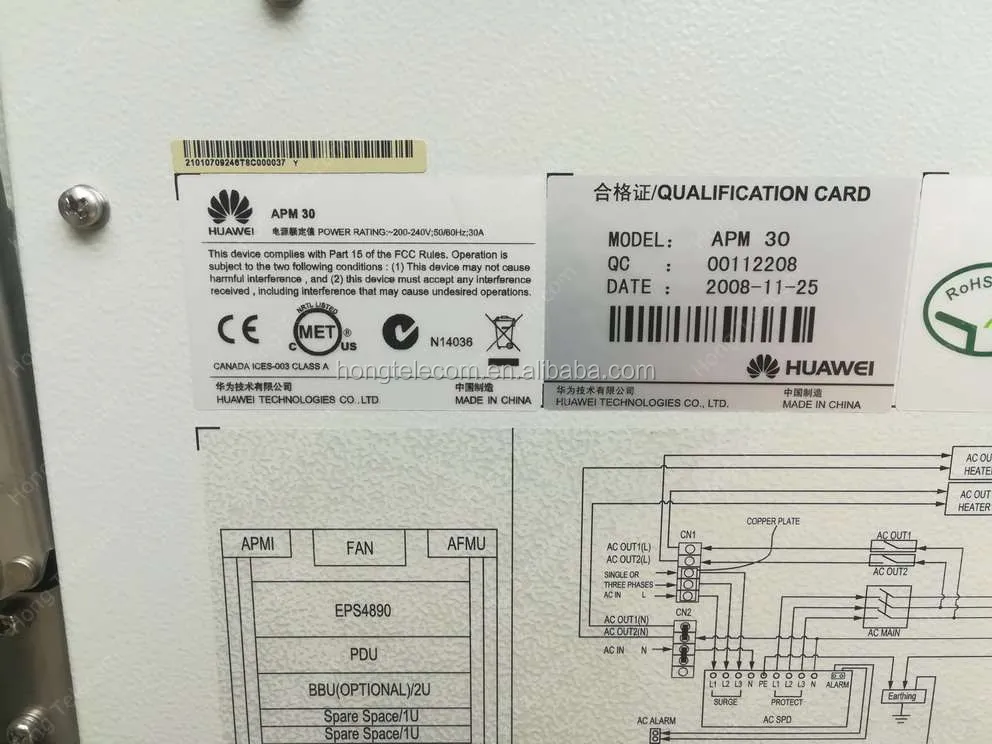 21010709246T8C000037 Y
HUAWEI
APM 30
电源额定值 POWER RATING:~200-240V;50/60Hz;30A
This device complies with Part 15 of the FCC Rules. Operation is
subject to the two following conditions : (1) This device may not cause
harmful interference , and (2) this device must accept any interference
received , including interference that may cause undesired operations.
CE
NRTL LISTED
MET®
C US
N14036
CANADA ICES-003 CLASS A
华为技术有限公司
HUAWEI TECHNOLOGIES CO., LTD.
中国制造
MADE IN CHINA
合格证/QUALIFICATION CARD
MODEL: APM 30
QC : 00112208
DATE : 2008-11-25
HUAWEI
华为技术有限公司
HUAWEI TECHNOLOGIES CO., LTD.
中国制造
MADE IN CHINA
RoHS
hongtelecom.en.alibaba.com
APMI
FAN
AFMU
EPS4890
PDU
BBU(OPTIONAL)/2U
Spare Space/1U
Spare Space/1U
AC OU
HEATE
AC OUT
HEATER
COPPER PLATE
CN1
AC OUT1(L)
AC OUT2(L)
SINGLE OR
THREE PHASES
AC IN L
CN2
AC OUT1(N)
AC OUT2(N)
AC IN N
AC OUT1
AC OUT2
AC MAIN
L1 L2 L3 N PE L1 L2 L3 N
ALARM
SURGE
PROTECT
AC SPD
Earthing
AC ALARM